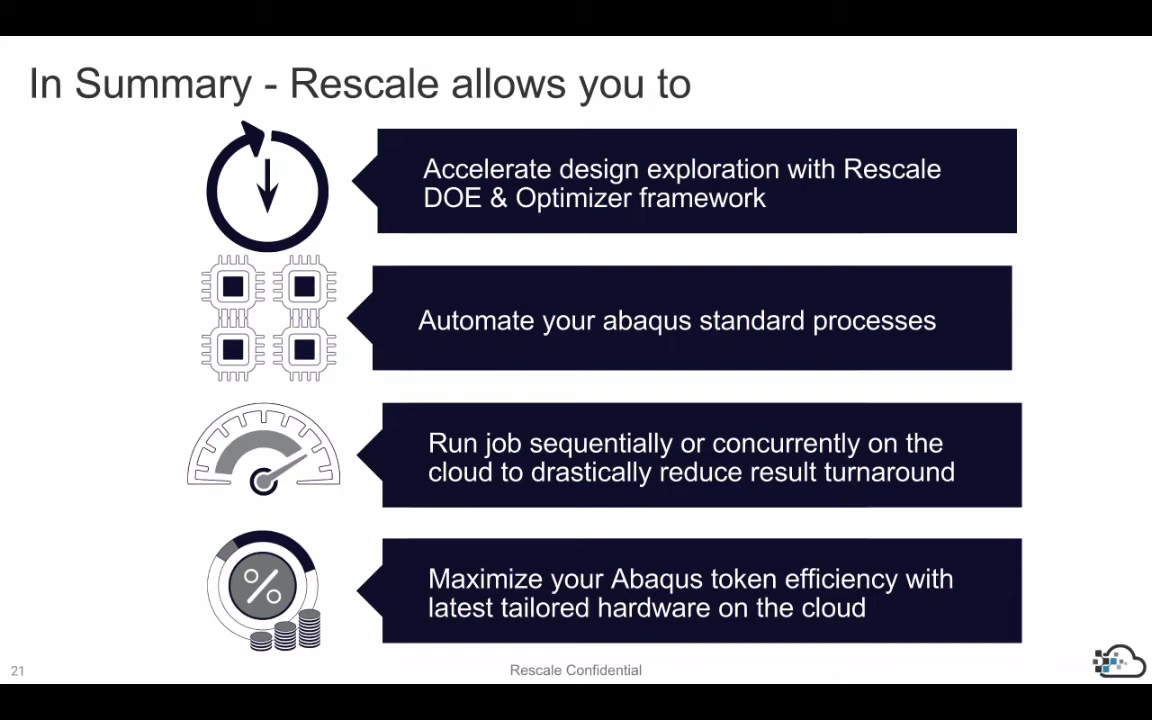 In Summary - Rescale allows you to
Accelerate design exploration with Rescale
DOE & Optimizer framework
Automate your abaqus standard processes
Run job sequentially or concurrently on the
cloud to drastically reduce result turnaround
%
Maximize your Abaqus token efficiency with
latest tailored hardware on the cloud
21
Rescale Confidential